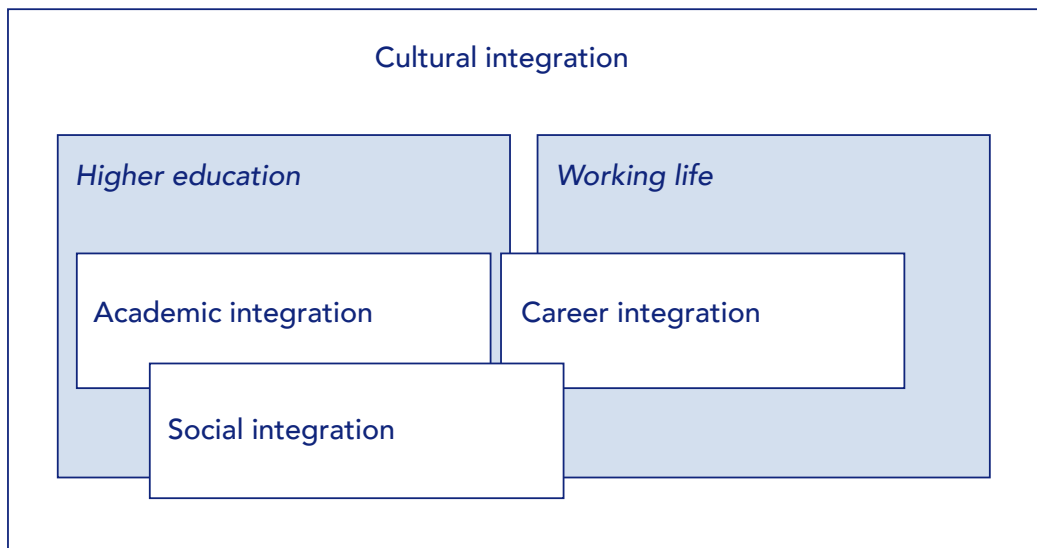 Cultural integration
Higher education
Working life
Academic integration
Career integration
Social integration